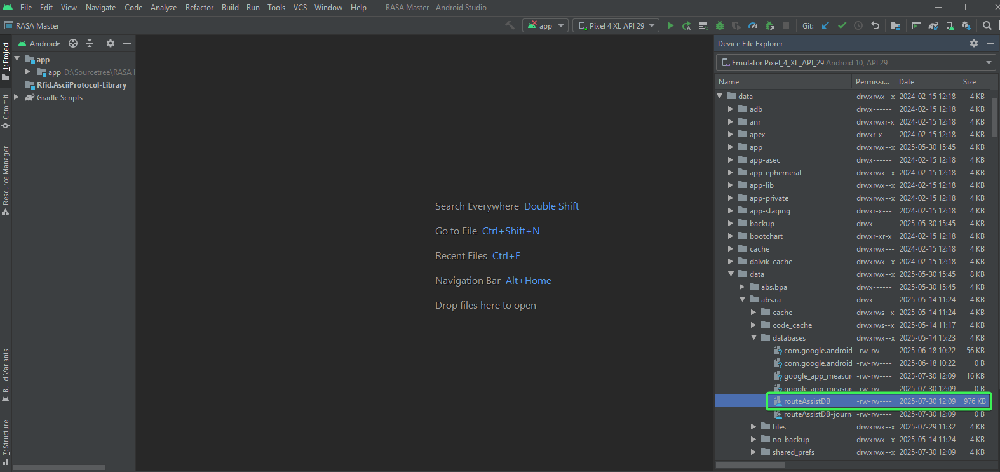 File Edit View Navigate Code Analyze Refactor Build Run Tools VCS Window Help RASA Master - Android Studio
RASA Master
app
Pixel 4 XL API 29
Git:
1: Project
Commit
Resource Manager
Build Variants
7: Structure
Android
app
app D:\Sourcetree\RASA
Rfid.AsciiProtocol-Library
Gradle Scripts
Search Everywhere Double Shift
Go to File Ctrl+Shift+N
Recent Files Ctrl+E
Navigation Bar Alt+Home
Drop files here to open
Device File Explorer
Emulator Pixel_4_XL_API_29 Android 10, API 29
Name Permissi... Date Size
data drwxrwx--x 2024-02-15 12:18 4 KB
adb drwx------ 2024-02-15 12:18 4 KB
anr drwxrwxr-x 2024-02-15 12:18 4 KB
apex drwxr-x--- 2024-02-15 12:18 4 KB
app drwxrwx--x 2025-05-30 15:45 4 KB
app-asec drwx------ 2024-02-15 12:18 4 KB
app-ephemeral drwxrwx--x 2024-02-15 12:18 4 KB
app-lib drwxrwx--x 2024-02-15 12:18 4 KB
app-private drwxrwx--x 2024-02-15 12:18 4 KB
app-staging drwxr-x--- 2024-02-15 12:18 4 KB
backup drwx------ 2025-05-30 15:45 4 KB
bootchart drwxr-xr-x 2024-02-15 12:18 4 KB
cache drwxrwx--- 2024-02-15 12:18 4 KB
dalvik-cache drwxrwx--x 2024-02-15 12:18 4 KB
data drwxrwx--x 2025-05-30 15:45 8 KB
abs.bpa drwx------ 2025-05-30 15:45 4 KB
abs.ra drwx------ 2025-05-14 11:24 4 KB
cache drwxrws--x 2025-05-14 11:24 4 KB
code_cache drwxrws--x 2025-05-14 11:17 4 KB
databases drwxrwx--x 2025-05-14 15:23 4 KB
com.google.android -rw-rw---- 2025-06-18 10:22 56 KB
com.google.android -rw-rw---- 2025-06-18 10:22 0 B
google_app_measur -rw-rw---- 2025-07-30 12:09 16 KB
google_app_measur -rw-rw---- 2025-07-30 12:09 0 B
routeAssistDB -rw-rw---- 2025-07-30 12:09 976 KB
routeAssistDB-journ -rw-rw---- 2025-07-30 12:09 0 B
files drwxrwx--x 2025-07-29 11:32 4 KB
no_backup drwxrwx--x 2025-05-14 11:24 4 KB
shared_prefs drwxrwx--x 2025-07-30 12:09 4 KB